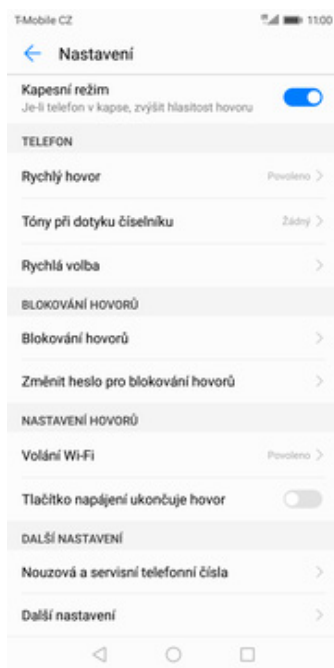 T-Mobile CZ 11:00
Nastavení
Kapesní režim
Je-li telefon v kapse, zvýšit hlasitost hovoru
TELEFON
Rychlý hovor Povoleno
Tóny při dotyku číselníku Žádný
Rychlá volba
BLOKOVÁNÍ HOVORŮ
Blokování hovorů
Změnit heslo pro blokování hovorů
NASTAVENÍ HOVORŮ
Volání Wi-Fi Povoleno
Tlačítko napájení ukončuje hovor
DALŠÍ NASTAVENÍ
Nouzová a servisní telefonní čísla
Další nastavení